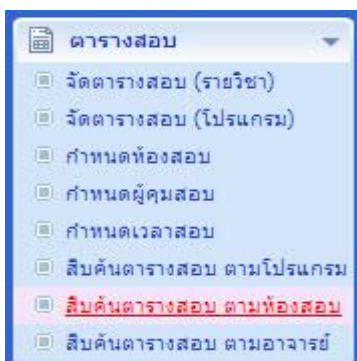 ตารางสอบ
จัดตารางสอบ (รายวิชา)
จัดตารางสอบ (โปรแกรม)
กำหนดห้องสอบ
กำหนดผู้คุมสอบ
กำหนดเวลาสอบ
สืบค้นตารางสอบ ตามโปรแกรม
สืบค้นตารางสอบ ตามห้องสอบ
สืบค้นตารางสอบ ตามอาจารย์